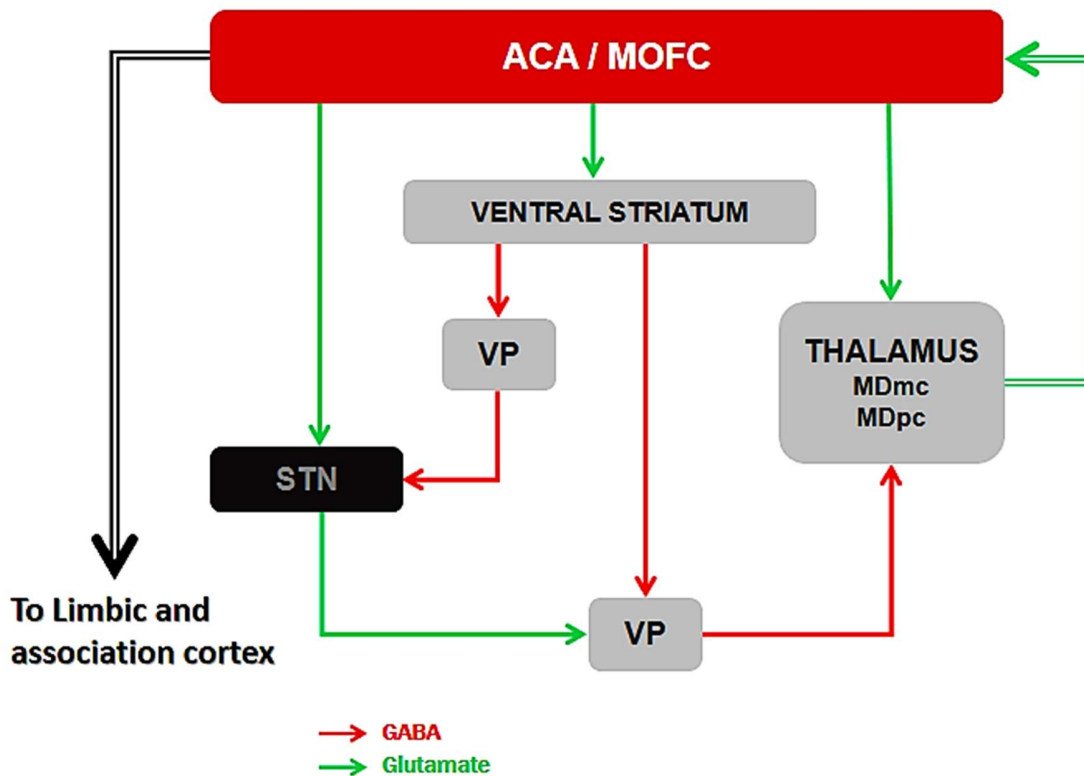 ACA / MOFC
VENTRAL STRIATUM
VP
THALAMUS
MDmc
MDpc
STN
To Limbic and
association cortex
VP
GABA
Glutamate